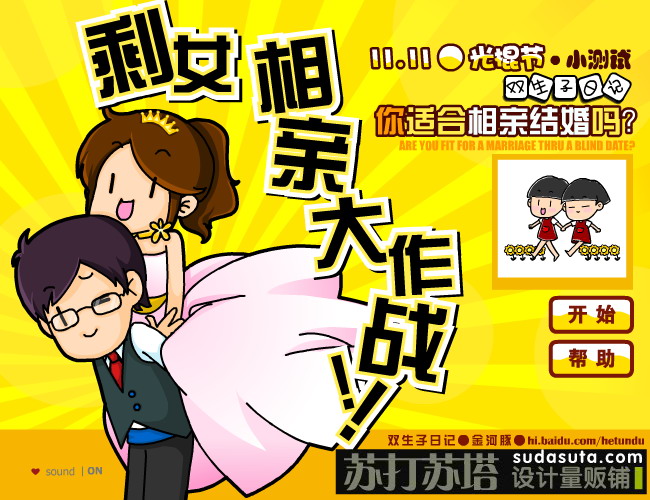 剩女
相亲大作战!!
11.11 光棍节·小测试
双生子日记
你适合相亲结婚吗?
ARE YOU FIT FOR A MARRIAGE THRU A BLIND DATE?
开始
帮助
双生子日记●金河豚●hi.baidu.com/hetundu
sound | ON
苏打苏塔 sudasuta.com
设计量贩铺